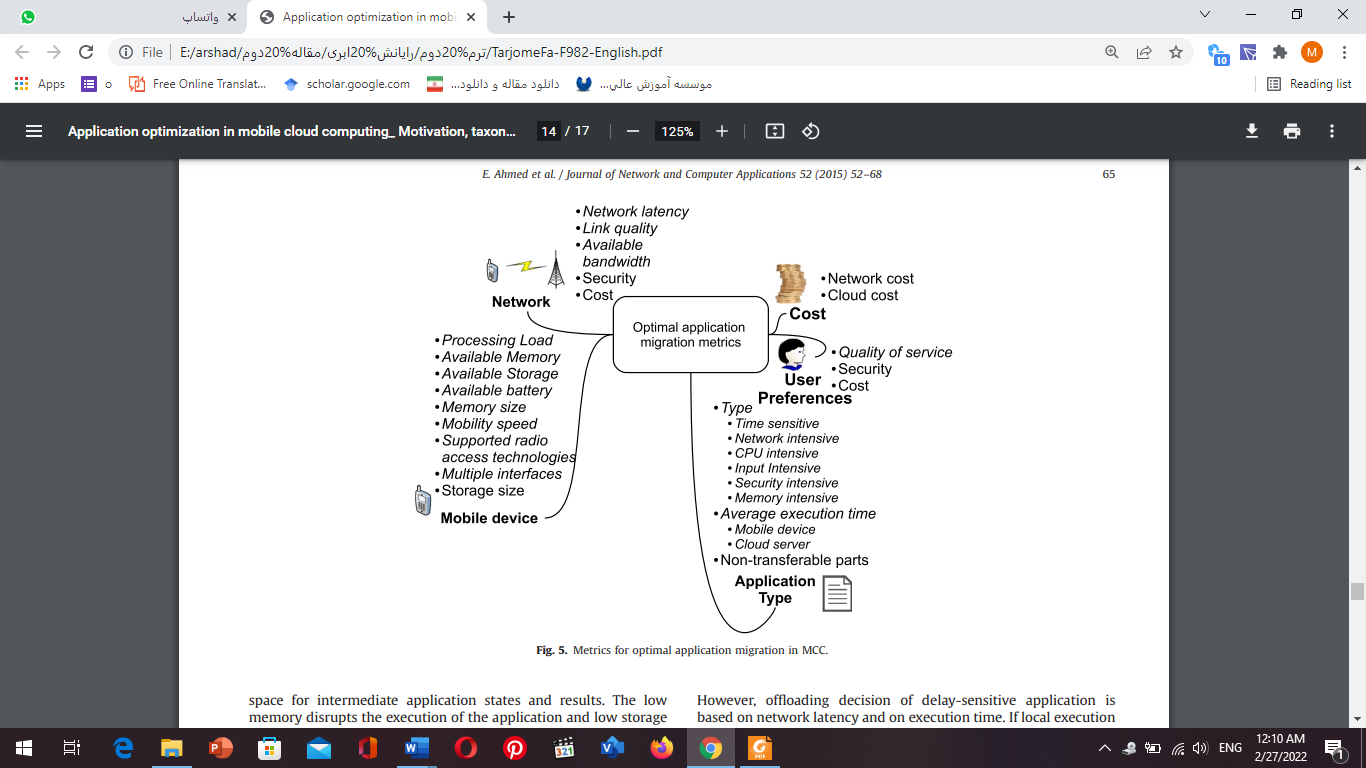 واتساپ
Application optimization in mobi
File
E:/arshad/ترم%20دوم/رایانش%20ابری/مقاله%20دوم/TarjomeFa-F982-English.pdf
10
M
Apps
o
Free Online Translat...
scholar.google.com
دانلود مقاله و دانلود...
موسسه آموزش عالي...
Reading list
Application optimization in mobile cloud computing_ Motivation, taxon...
14 / 17
125%
E. Ahmed et al. / Journal of Network and Computer Applications 52 (2015) 52–68
65
• Network latency
• Link quality
• Available
bandwidth
• Security
• Cost
Network
• Network cost
• Cloud cost
Cost
Optimal application
migration metrics
• Processing Load
• Available Memory
• Available Storage
• Available battery
• Memory size
• Mobility speed
• Supported radio
access technologies
• Multiple interfaces
• Storage size
Mobile device
• Quality of service
• Security
• Cost
User
Preferences
• Type
• Time sensitive
• Network intensive
• CPU intensive
• Input Intensive
• Security intensive
• Memory intensive
• Average execution time
• Mobile device
• Cloud server
• Non-transferable parts
Application
Type
Fig. 5. Metrics for optimal application migration in MCC.
space for intermediate application states and results. The low
memory disrupts the execution of the application and low storage
However, offloading decision of delay-sensitive application is
based on network latency and on execution time. If local execution
321
PDF
ENG
12:10 AM
2/27/2022
1